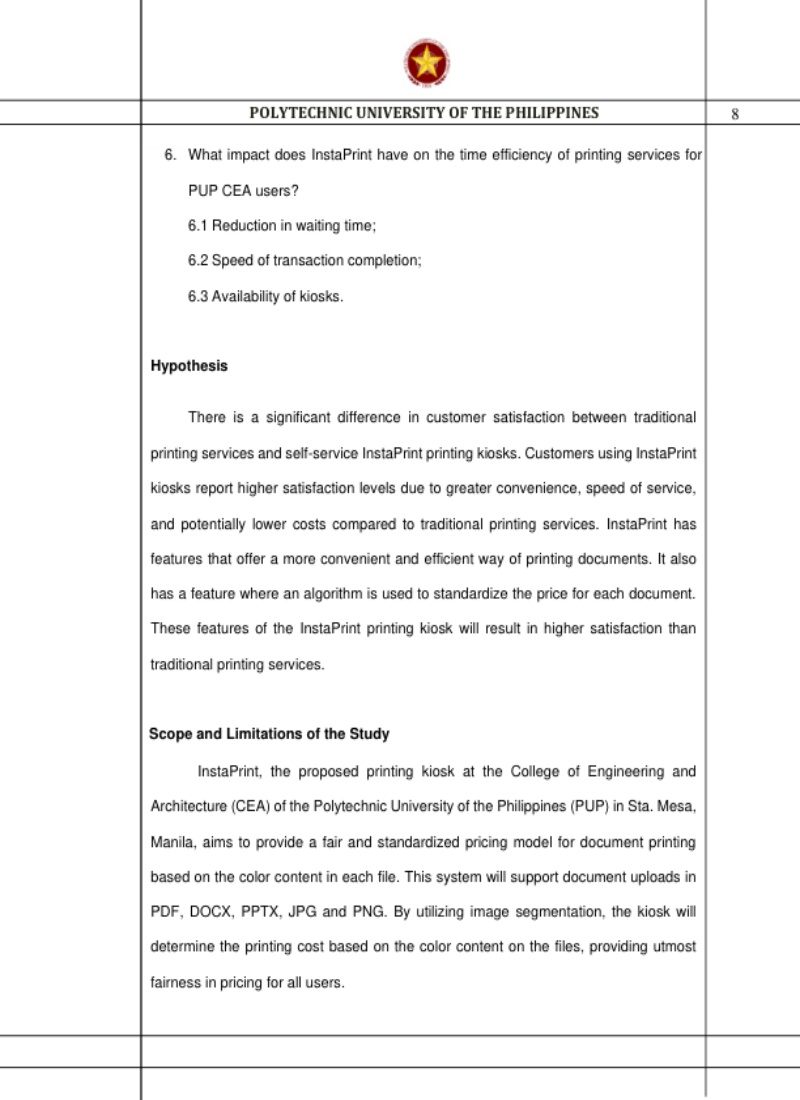 POLYTECHNIC UNIVERSITY OF THE PHILIPPINES 8
6. What impact does InstaPrint have on the time efficiency of printing services for
PUP CEA users?
6.1 Reduction in waiting time;
6.2 Speed of transaction completion;
6.3 Availability of kiosks.
Hypothesis
There is a significant difference in customer satisfaction between traditional
printing services and self-service InstaPrint printing kiosks. Customers using InstaPrint
kiosks report higher satisfaction levels due to greater convenience, speed of service,
and potentially lower costs compared to traditional printing services. InstaPrint has
features that offer a more convenient and efficient way of printing documents. It also
has a feature where an algorithm is used to standardize the price for each document.
These features of the InstaPrint printing kiosk will result in higher satisfaction than
traditional printing services.
Scope and Limitations of the Study
InstaPrint, the proposed printing kiosk at the College of Engineering and
Architecture (CEA) of the Polytechnic University of the Philippines (PUP) in Sta. Mesa,
Manila, aims to provide a fair and standardized pricing model for document printing
based on the color content in each file. This system will support document uploads in
PDF, DOCX, PPTX, JPG and PNG. By utilizing image segmentation, the kiosk will
determine the printing cost based on the color content on the files, providing utmost
fairness in pricing for all users.